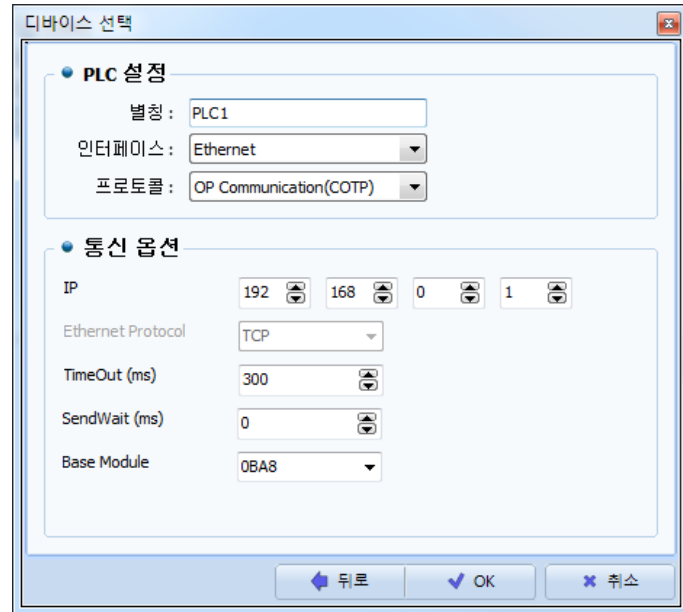 디바이스 선택
PLC 설정
별칭 : PLC1
인터페이스 : Ethernet
프로토콜 : OP Communication(COTP)
통신 옵션
IP 192 168 0 1
Ethernet Protocol TCP
TimeOut (ms) 300
SendWait (ms) 0
Base Module 0BA8
뒤로 OK 취소